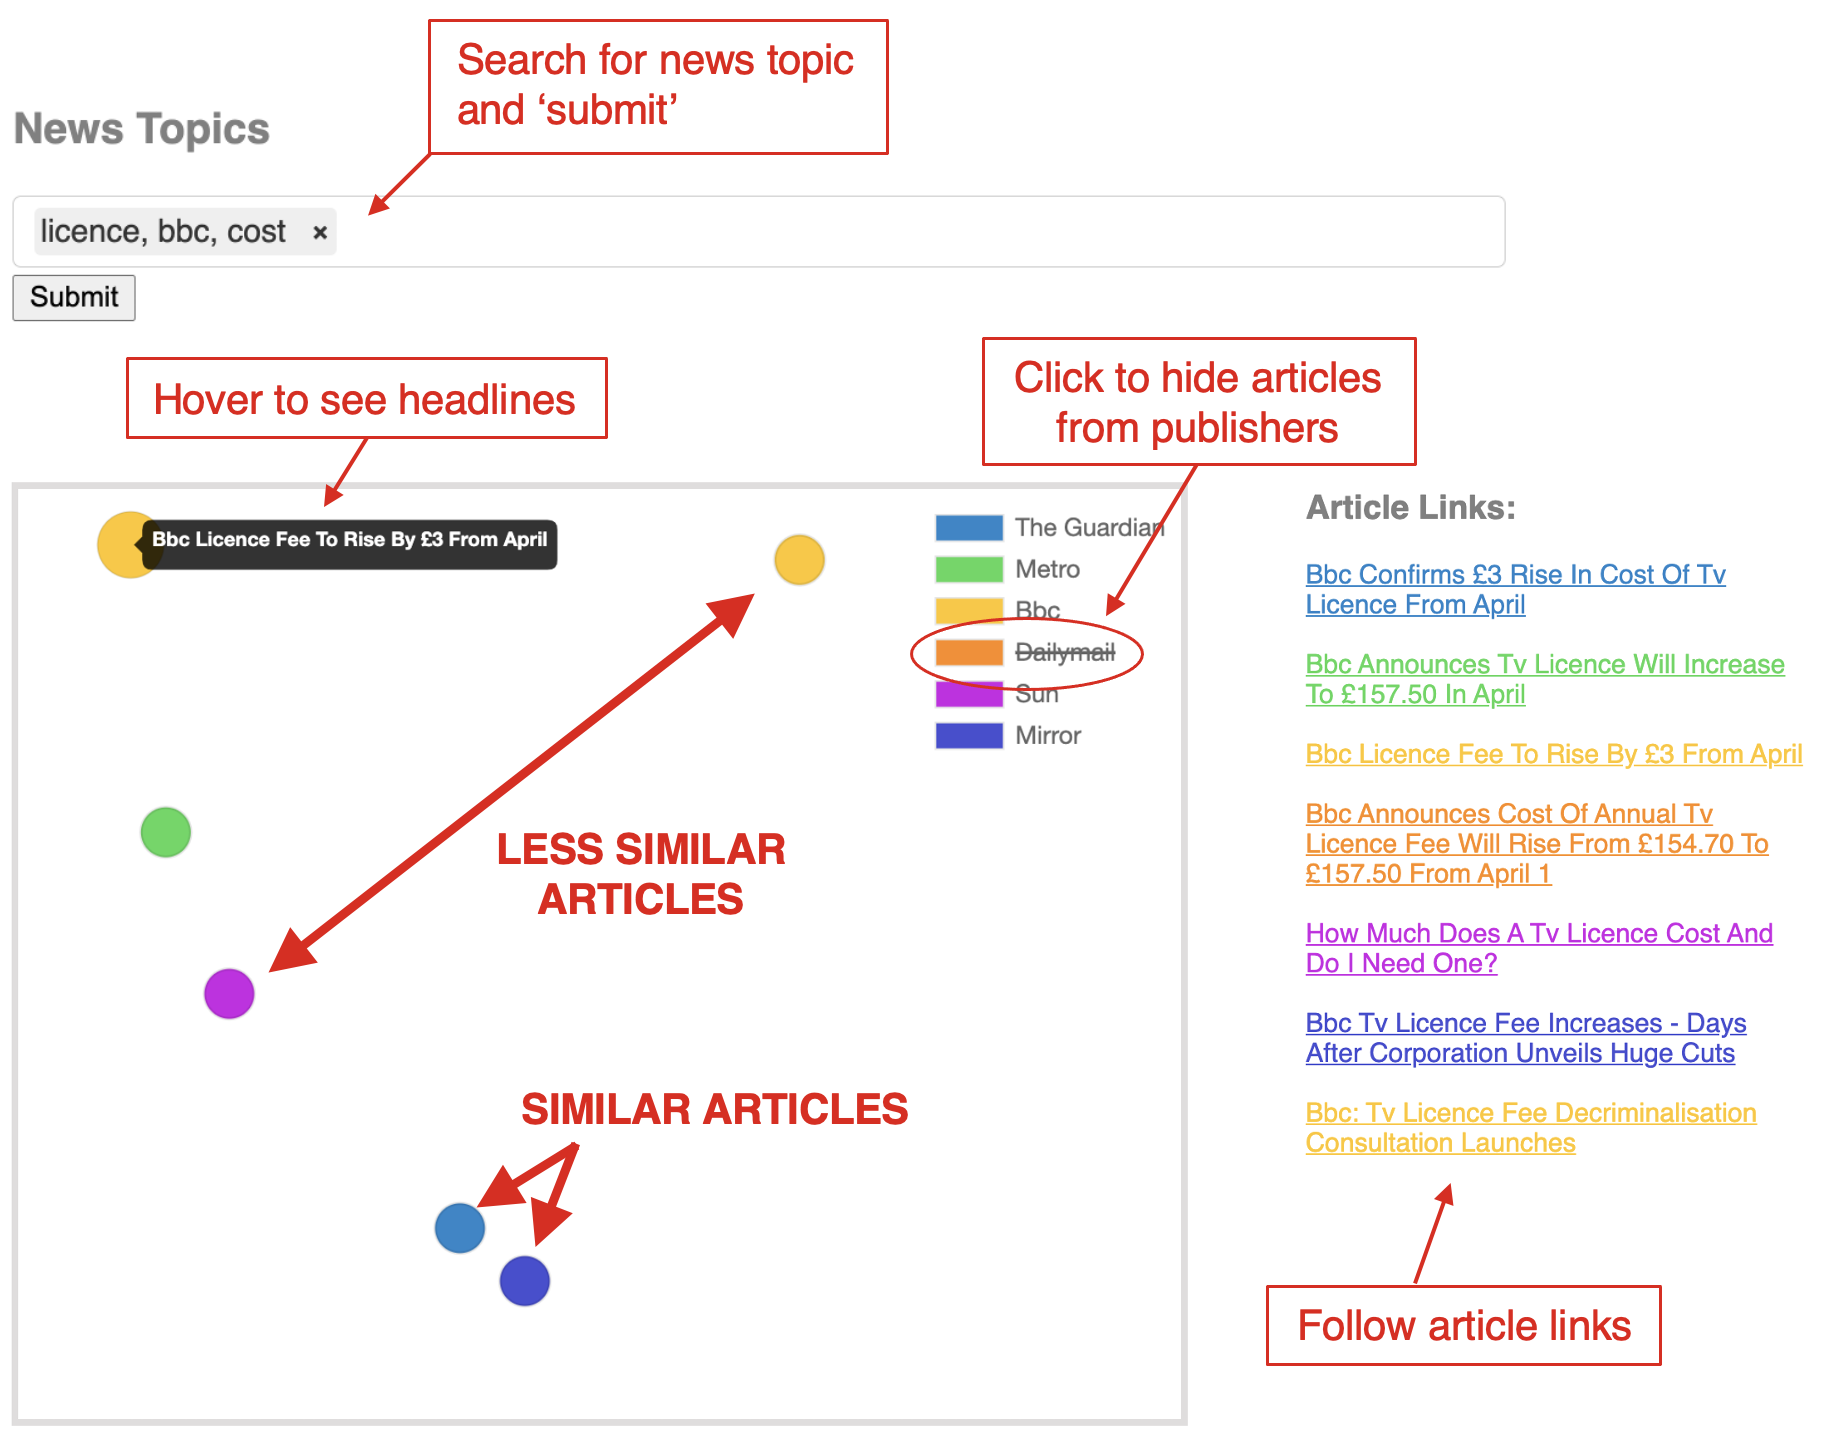 Search for news topic
and ‘submit’
News Topics
licence, bbc, cost ×
Submit
Hover to see headlines
Click to hide articles
from publishers
Bbc Licence Fee To Rise By £3 From April
The Guardian
Metro
Bbc
Dailymail
Sun
Mirror
LESS SIMILAR
ARTICLES
SIMILAR ARTICLES
Article Links:
Bbc Confirms £3 Rise In Cost Of Tv
Licence From April
Bbc Announces Tv Licence Will Increase
To £157.50 In April
Bbc Licence Fee To Rise By £3 From April
Bbc Announces Cost Of Annual Tv
Licence Fee Will Rise From £154.70 To
£157.50 From April 1
How Much Does A Tv Licence Cost And
Do I Need One?
Bbc Tv Licence Fee Increases - Days
After Corporation Unveils Huge Cuts
Bbc: Tv Licence Fee Decriminalisation
Consultation Launches
Follow article links